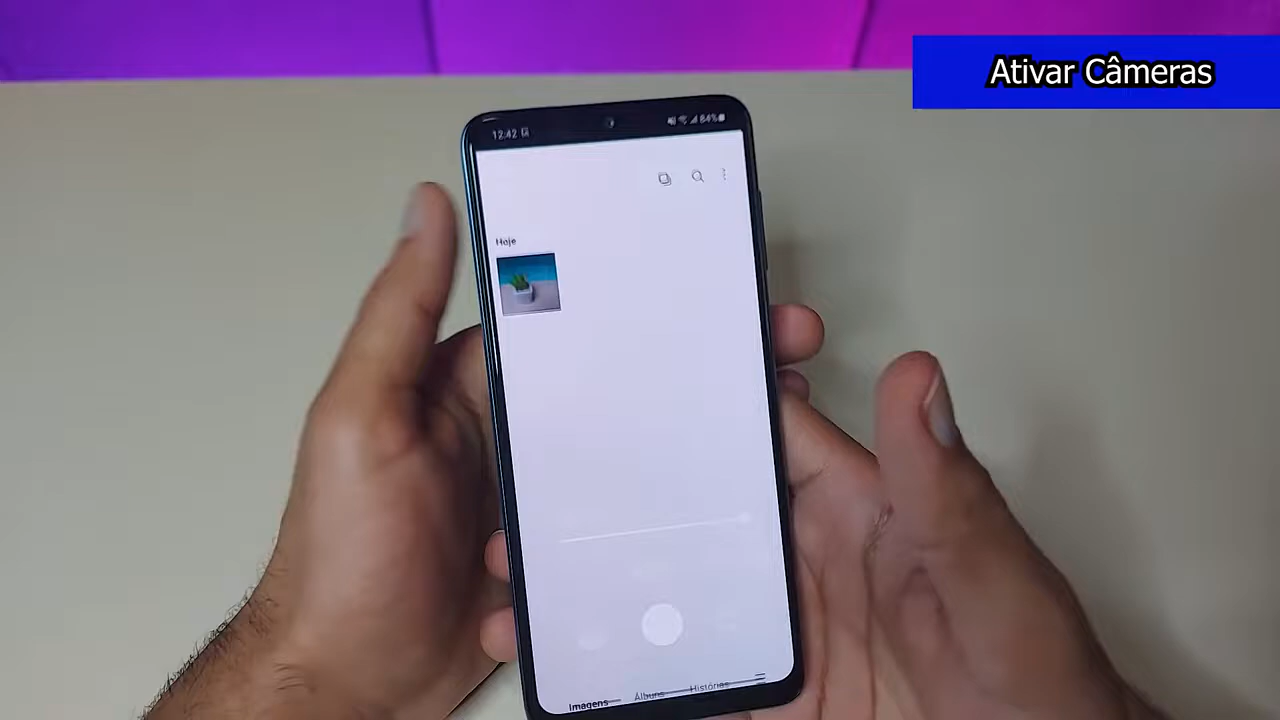 Ativar Câmeras
12:42
84%
Hoje
Imagens
Álbuns
Histórias